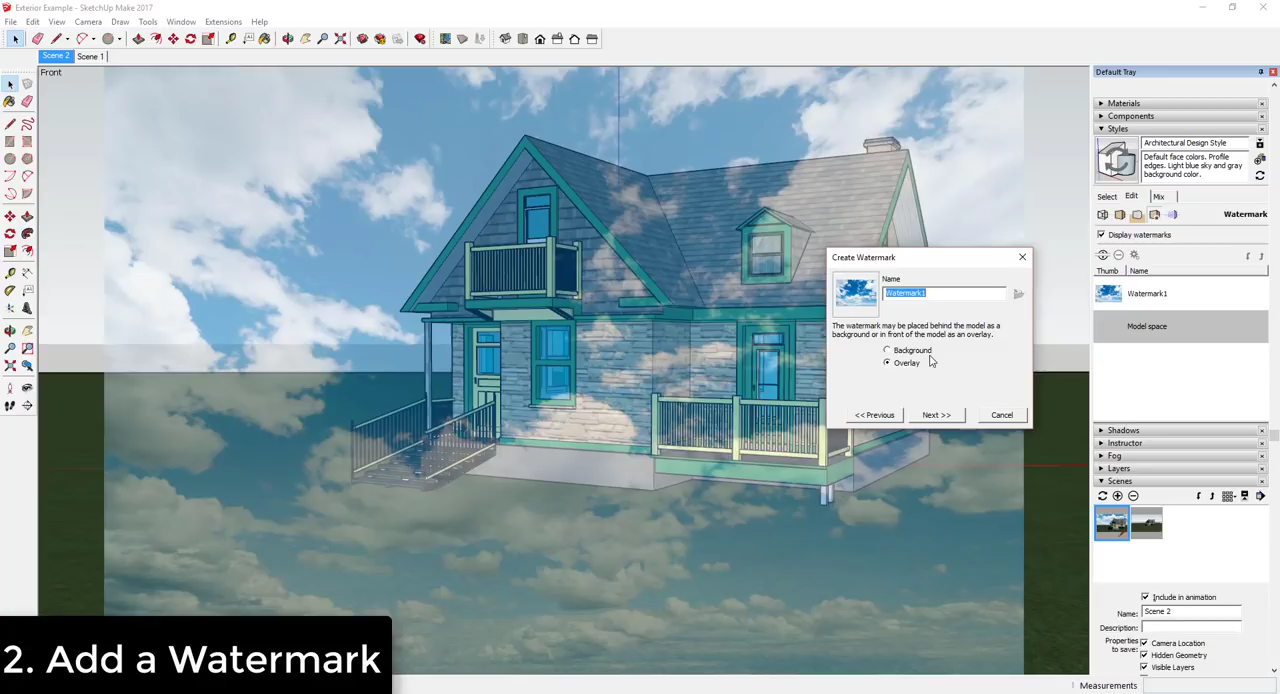 Exterior Example - SketchUp Make 2017
File Edit View Camera Draw Tools Window Extensions Help
Scene 2 Scene 1
Front
Default Tray
Materials
Components
Styles
Architectural Design Style
Default face colors. Profile
edges. Light blue sky and gray
background color.
Select Edit Mix
Watermark
Display watermarks
Thumb Name
Watermark1
Model space
Create Watermark
Name
Watermark1
The watermark may be placed behind the model as a
background or in front of the model as an overlay.
Background
Overlay
<< Previous Next >> Cancel
Shadows
Instructor
Fog
Layers
Scenes
Include in animation
Name: Scene 2
Description:
Properties
to save:
Camera Location
Hidden Geometry
Visible Layers
2. Add a Watermark
Measurements